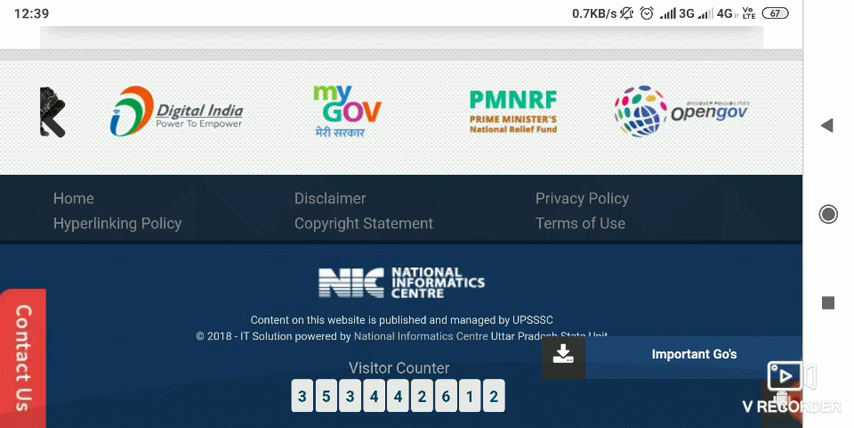 12:39 0.7KB/s 3G 4G Vo LTE 67
Digital India
Power To Empower
my GOV
मेरी सरकार
PMNRF
PRIME MINISTER'S
National Relief Fund
opengov
Home Disclaimer Privacy Policy
Hyperlinking Policy Copyright Statement Terms of Use
Contact Us
NIC NATIONAL INFORMATICS CENTRE
Content on this website is published and managed by UPSSSC
© 2018 - IT Solution powered by National Informatics Centre Uttar Pradesh State Unit
Important Go's
Visitor Counter
3 5 3 4 4 2 6 1 2
V RECORDER